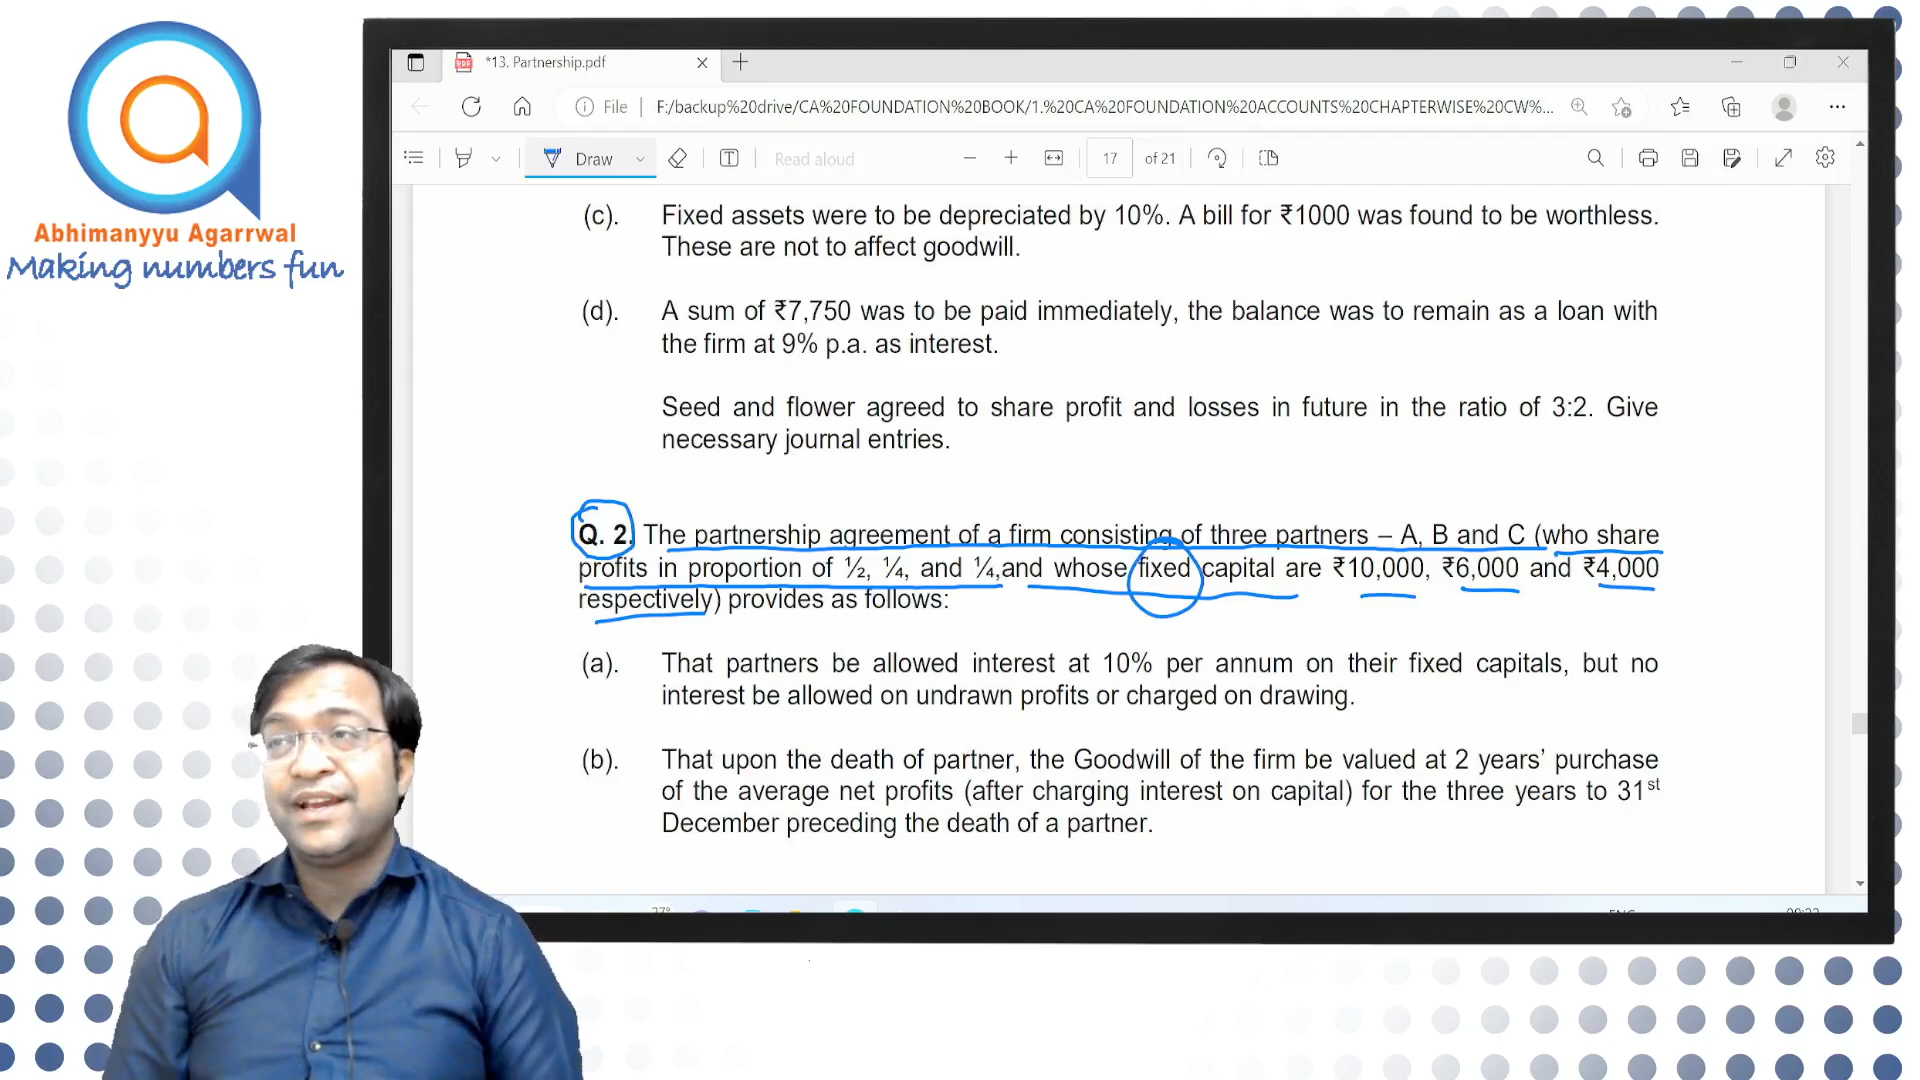 Abhimanyyu Agarrwal
Making numbers fun
*13. Partnership.pdf
File F:/backup%20drive/CA%20FOUNDATION%20BOOK/1.%20CA%20FOUNDATION%20ACCOUNTS%20CHAPTERWISE%20CW%...
Draw Read aloud 17 of 21
(c). Fixed assets were to be depreciated by 10%. A bill for ₹1000 was found to be worthless.
These are not to affect goodwill.
(d). A sum of ₹7,750 was to be paid immediately, the balance was to remain as a loan with
the firm at 9% p.a. as interest.
Seed and flower agreed to share profit and losses in future in the ratio of 3:2. Give
necessary journal entries.
Q. 2. The partnership agreement of a firm consisting of three partners – A, B and C (who share
profits in proportion of ½, ¼, and ¼,and whose fixed capital are ₹10,000, ₹6,000 and ₹4,000
respectively) provides as follows:
(a). That partners be allowed interest at 10% per annum on their fixed capitals, but no
interest be allowed on undrawn profits or charged on drawing.
(b). That upon the death of partner, the Goodwill of the firm be valued at 2 years' purchase
of the average net profits (after charging interest on capital) for the three years to 31st
December preceding the death of a partner.